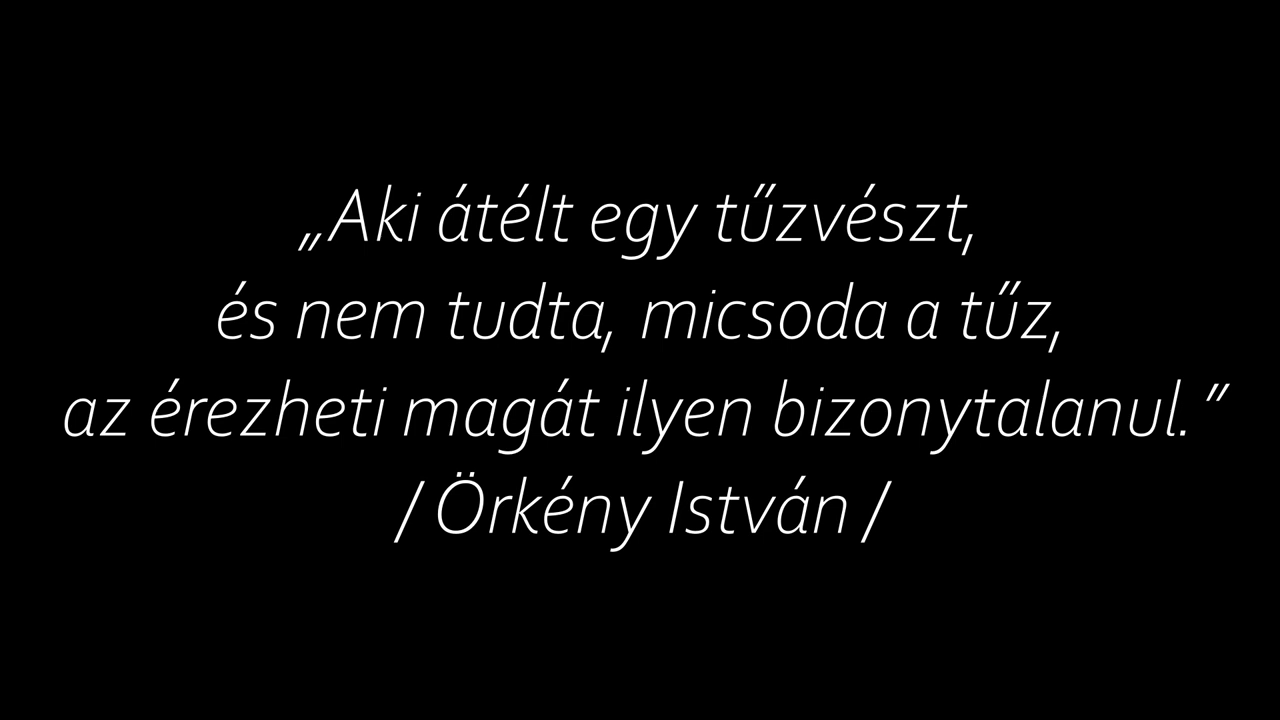 „Aki átélt egy tűzvészt,
és nem tudta, micsoda a tűz,
az érezheti magát ilyen bizonytalanul.”
/ Örkény István /